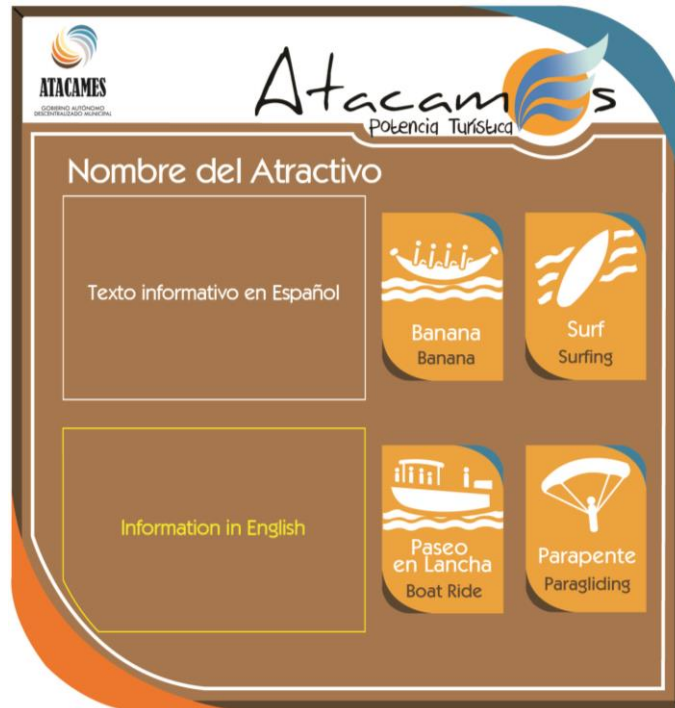 ATACAMES
GOBIERNO AUTÓNOMO
DESCENTRALIZADO MUNICIPAL
Atacames
Potencia Turística
Nombre del Atractivo
Texto informativo en Español
Banana
Banana
Surf
Surfing
Information in English
Paseo
en Lancha
Boat Ride
Parapente
Paragliding